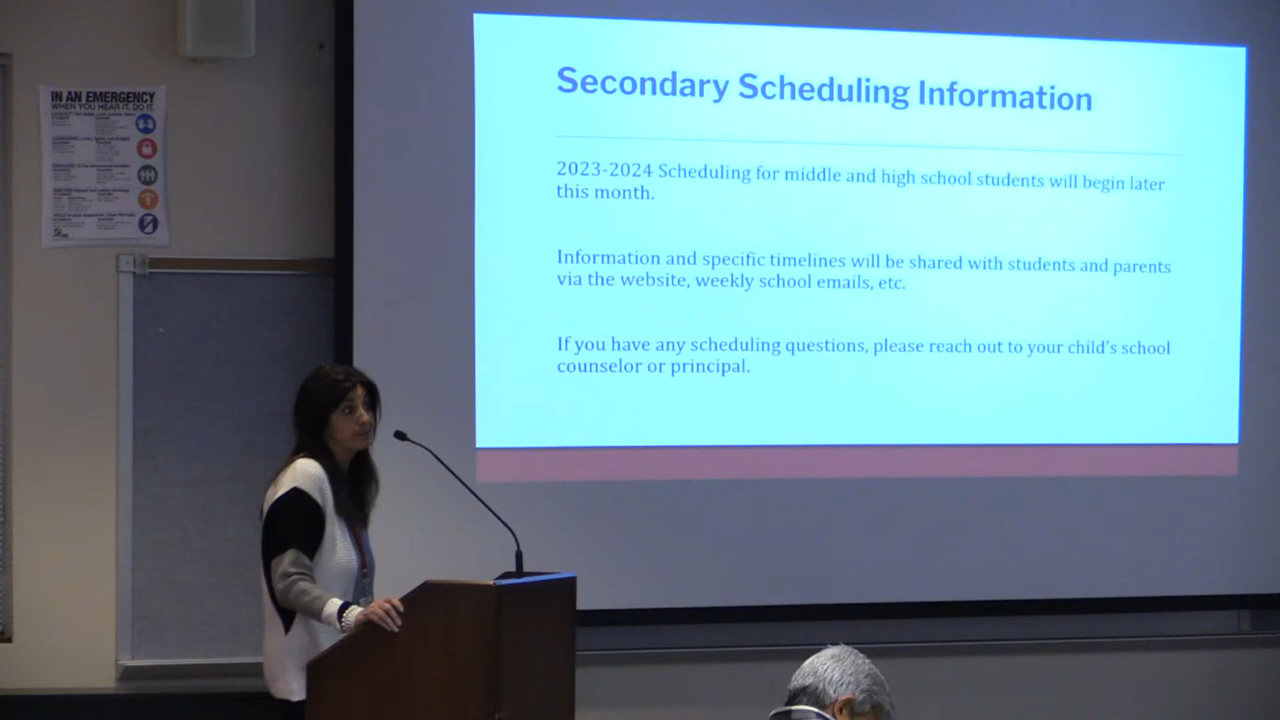 IN AN EMERGENCY
WHEN YOU HEAR IT. DO IT.
Secondary Scheduling Information
2023-2024 Scheduling for middle and high school students will begin later
this month.
Information and specific timelines will be shared with students and parents
via the website, weekly school emails, etc.
If you have any scheduling questions, please reach out to your child's school
counselor or principal.